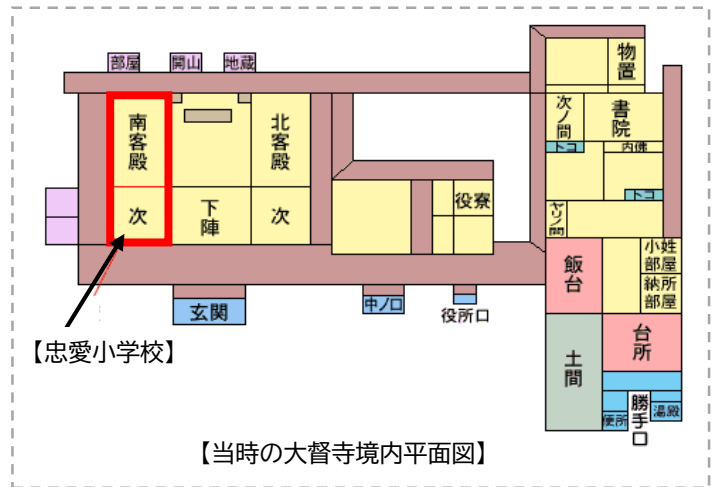 部屋
開山
地蔵
物置
南客殿
北客殿
次ノ間
書院
トコ
内佛
トコ
次
下陣
次
役寮
ヤリノ間
飯台
小姓部屋
納所部屋
玄関
中ノ口
役所口
【忠愛小学校】
土間
台所
便所
勝手口
湯殿
【当時の大督寺境内平面図】